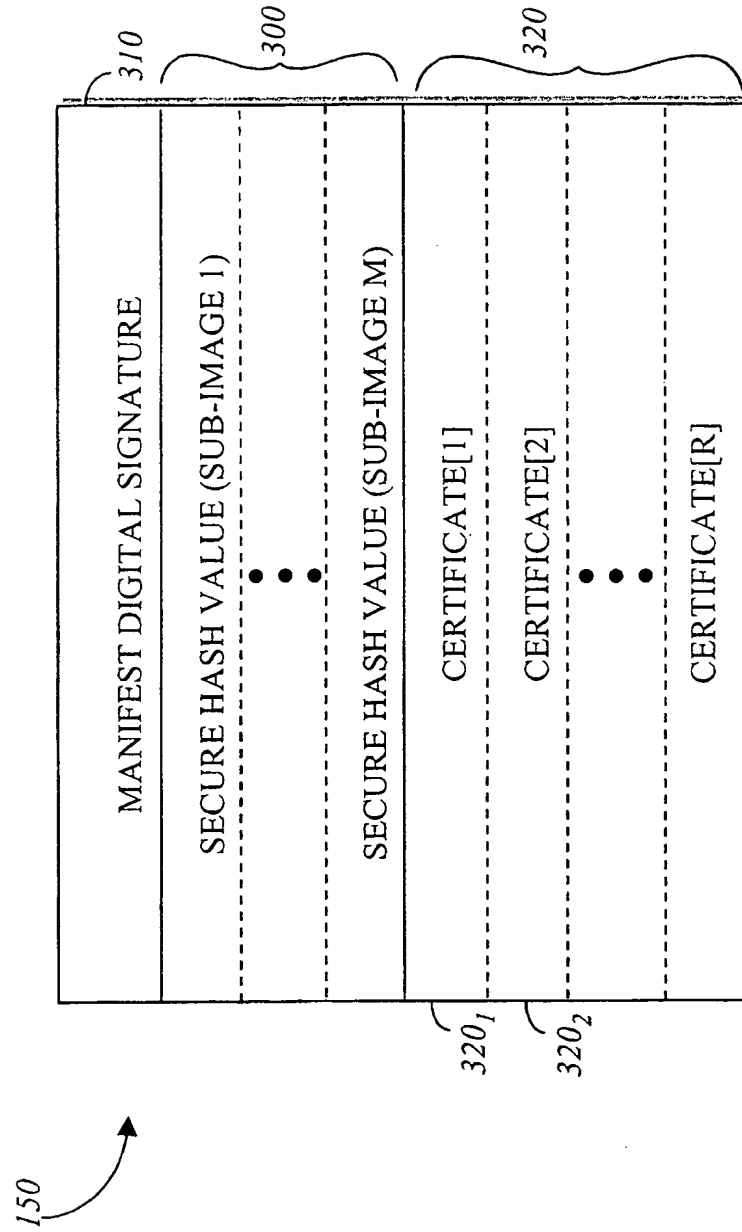 150
310
MANIFEST DIGITAL SIGNATURE
SECURE HASH VALUE (SUB-IMAGE 1)
300
SECURE HASH VALUE (SUB-IMAGE M)
CERTIFICATE[1]
320₁
CERTIFICATE[2]
320₂
320
CERTIFICATE[R]